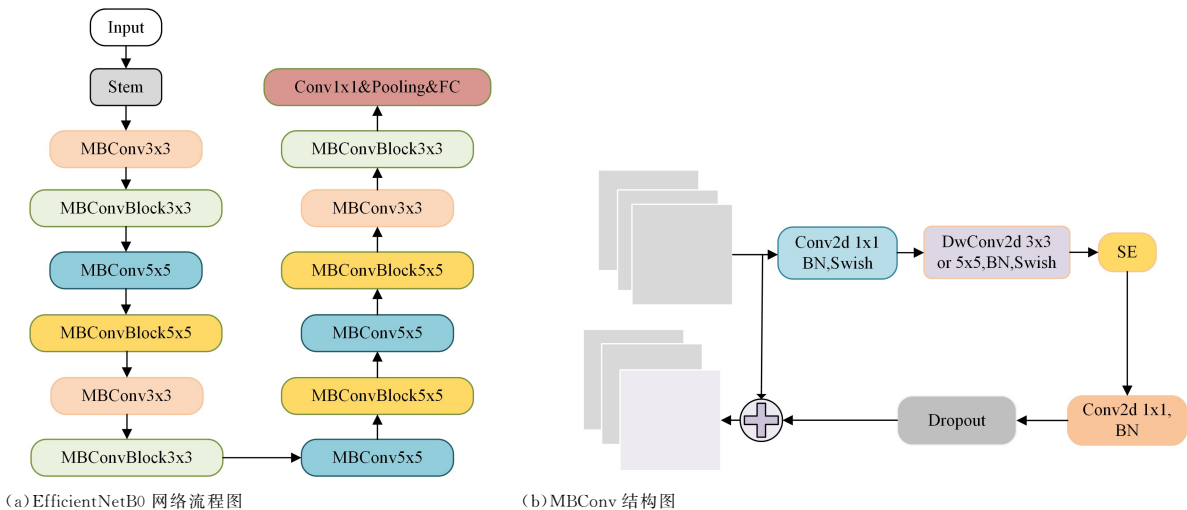 Input
Stem
MBConv3x3
MBConvBlock3x3
MBConv5x5
MBConvBlock5x5
MBConv3x3
MBConvBlock3x3
MBConv5x5
MBConvBlock5x5
MBConv5x5
MBConvBlock5x5
MBConv3x3
MBConvBlock3x3
Conv1x1&Pooling&FC
(a)EfficientNetB0 网络流程图
Conv2d 1x1
BN,Swish
DwConv2d 3x3
or 5x5,BN,Swish
SE
Conv2d 1x1,
BN
Dropout
(b)MBConv 结构图